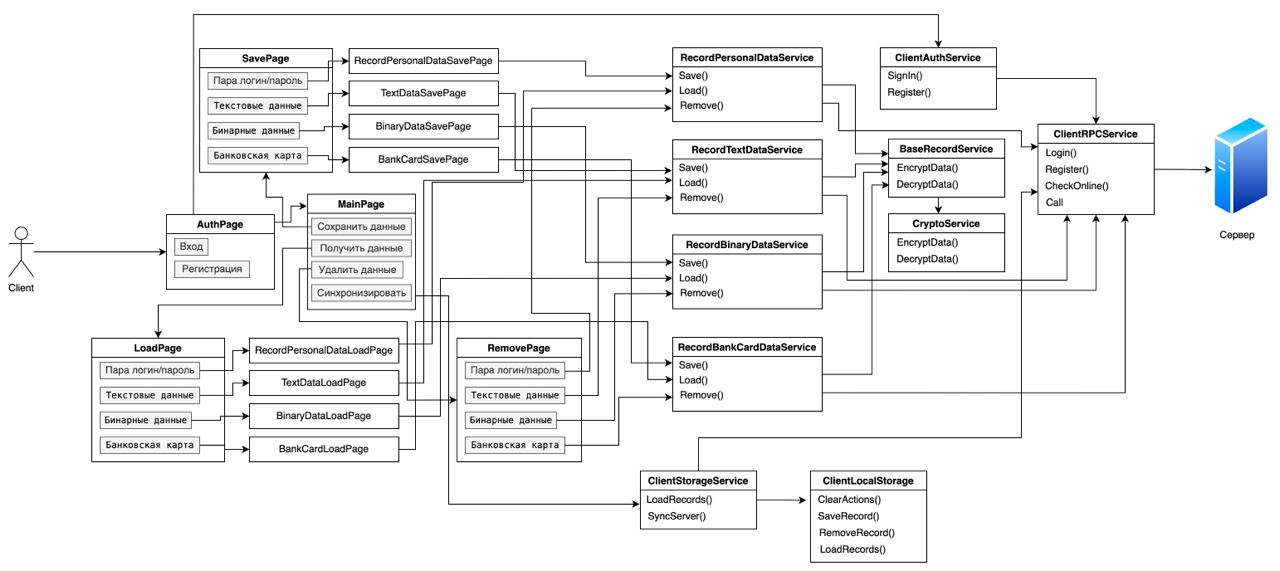 SavePage
Пара логин/пароль
Текстовые данные
Бинарные данные
Банковская карта
RecordPersonalDataSavePage
TextDataSavePage
BinaryDataSavePage
BankCardSavePage
RecordPersonalDataService
Save()
Load()
Remove()
ClientAuthService
SignIn()
Register()
RecordTextDataService
Save()
Load()
Remove()
BaseRecordService
EncryptData()
DecryptData()
ClientRPCService
Login()
Register()
CheckOnline()
Call
Сервер
Client
AuthPage
Вход
Регистрация
MainPage
Сохранить данные
Получить данные
Удалить данные
Синхронизировать
CryptoService
EncryptData()
DecryptData()
RecordBinaryDataService
Save()
Load()
Remove()
LoadPage
Пара логин/пароль
Текстовые данные
Бинарные данные
Банковская карта
RecordPersonalDataLoadPage
TextDataLoadPage
BinaryDataLoadPage
BankCardLoadPage
RemovePage
Пара логин/пароль
Текстовые данные
Бинарные данные
Банковская карта
RecordBankCardDataService
Save()
Load()
Remove()
ClientStorageService
LoadRecords()
SyncServer()
ClientLocalStorage
ClearActions()
SaveRecord()
RemoveRecord()
LoadRecords()